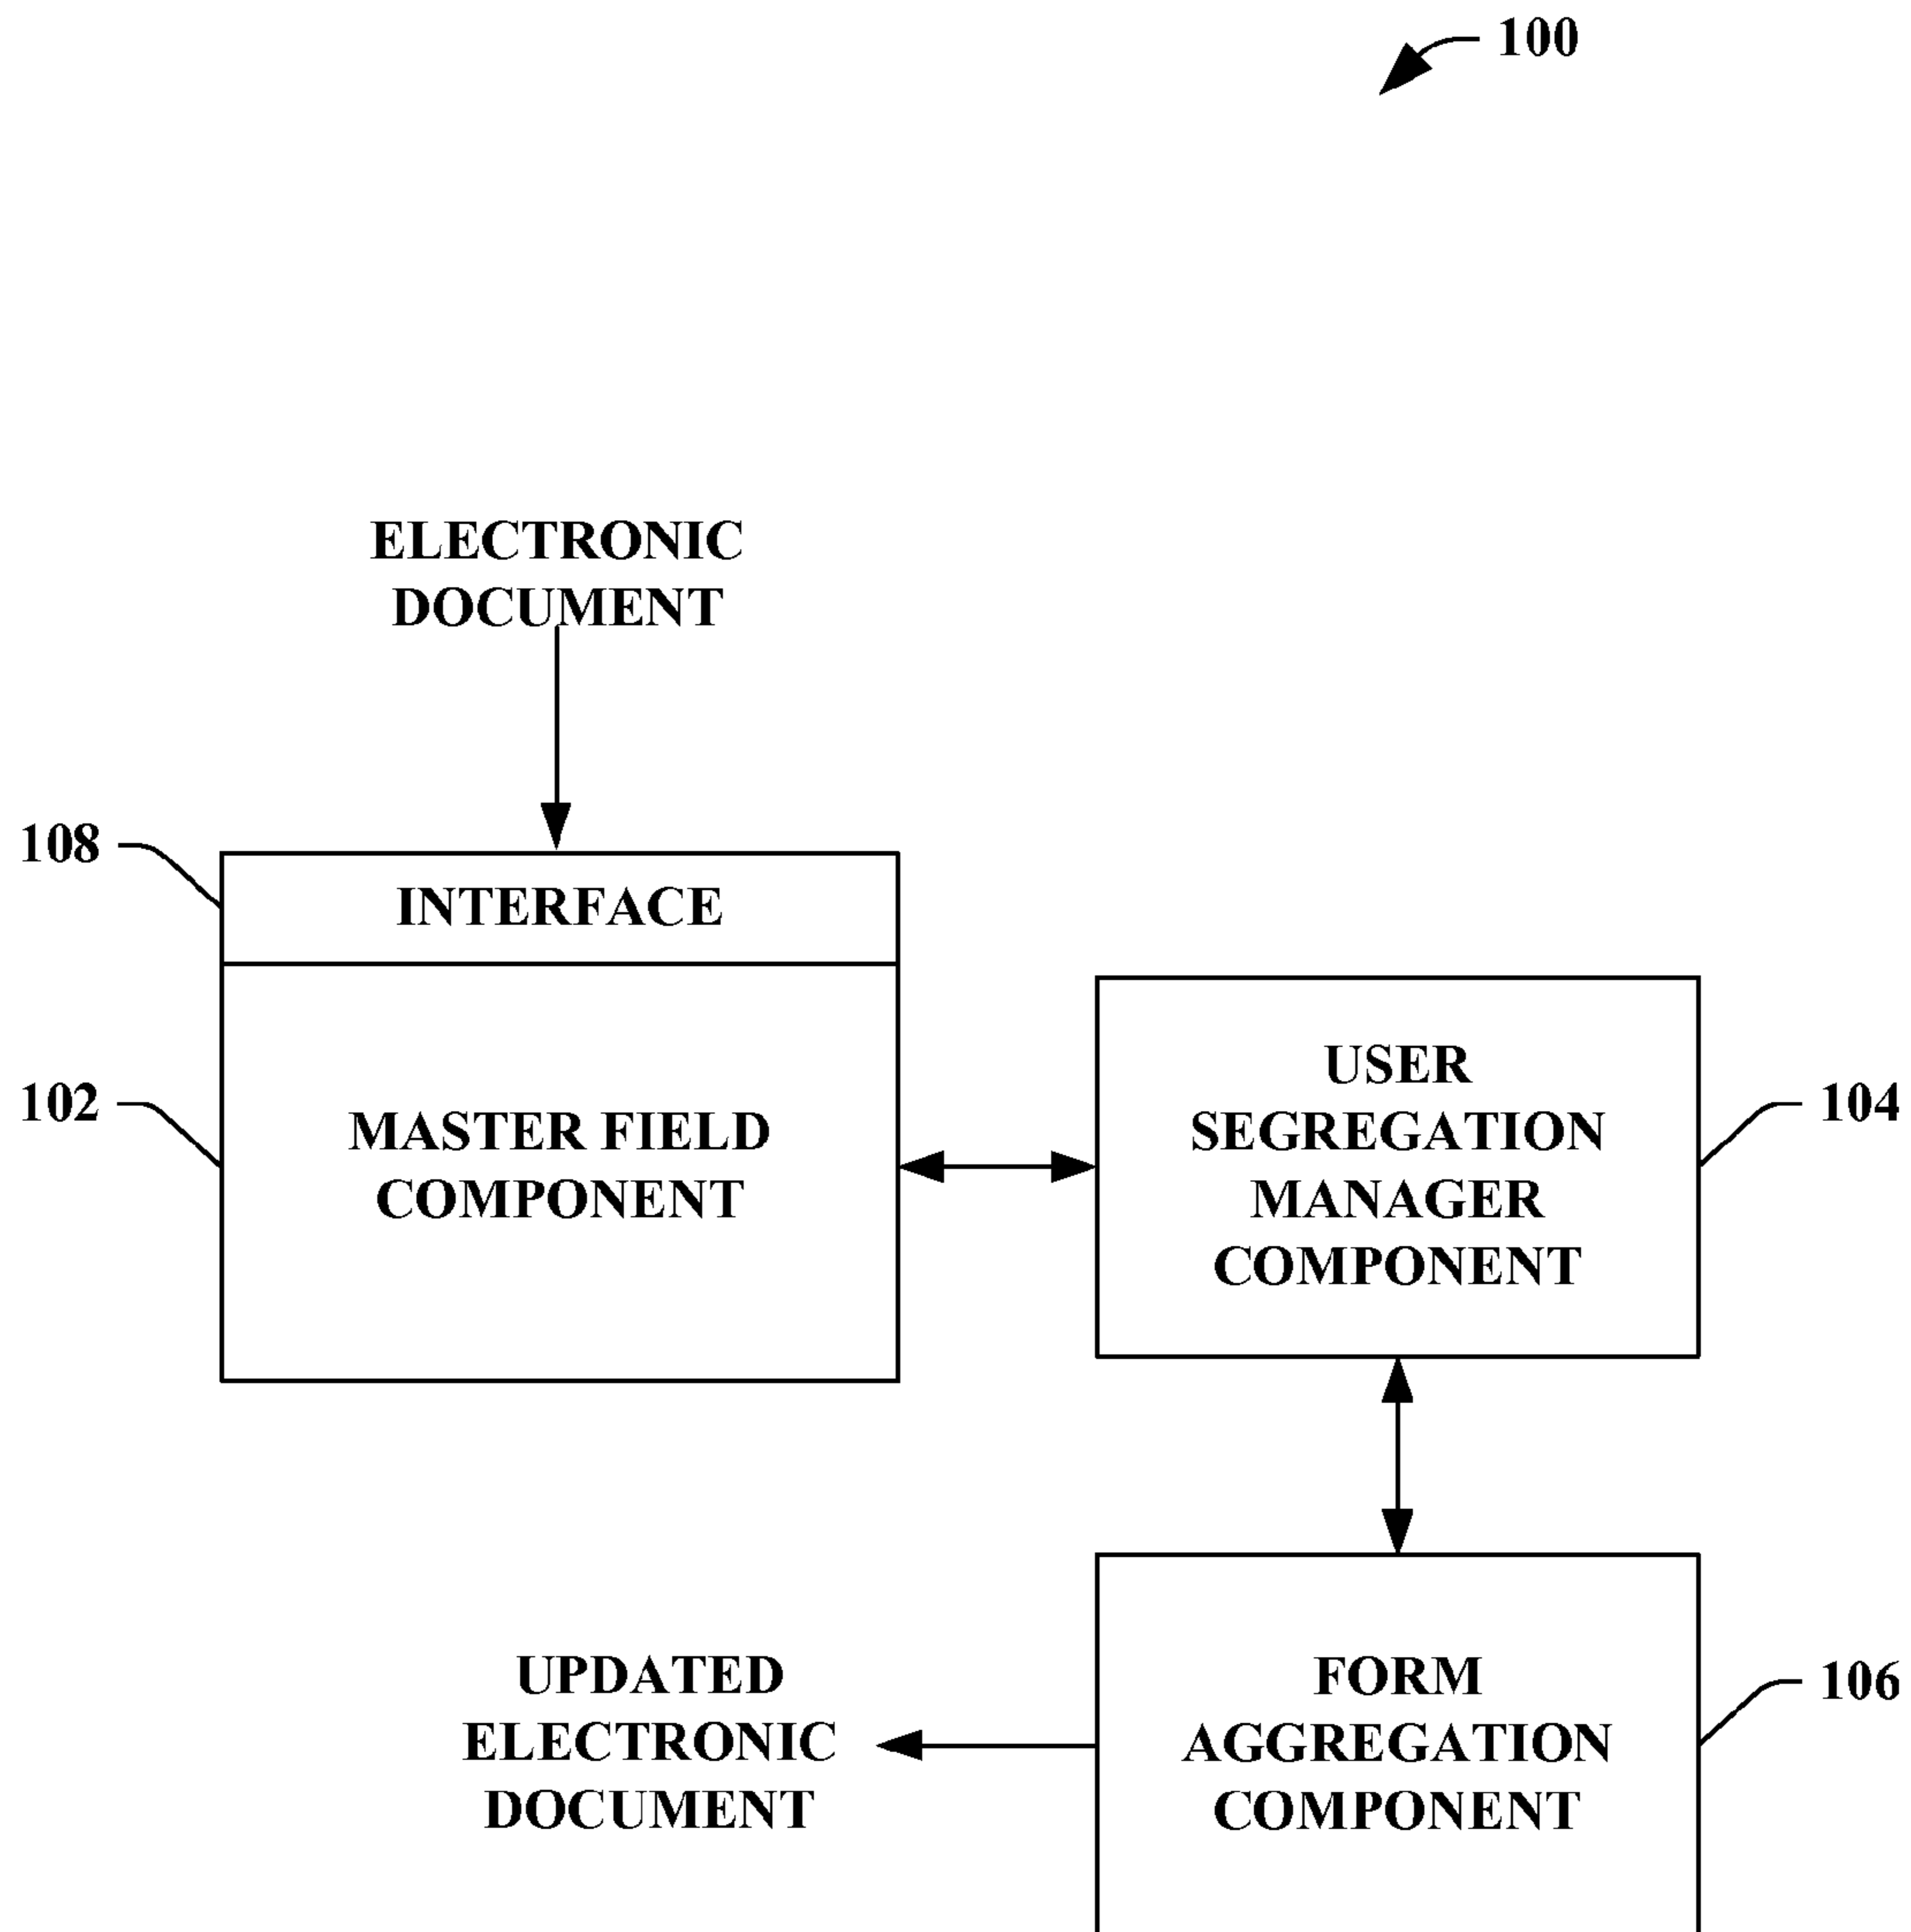 100
ELECTRONIC
DOCUMENT
108
INTERFACE
102
MASTER FIELD
COMPONENT
USER
SEGREGATION
MANAGER
COMPONENT
104
UPDATED
ELECTRONIC
DOCUMENT
FORM
AGGREGATION
COMPONENT
106